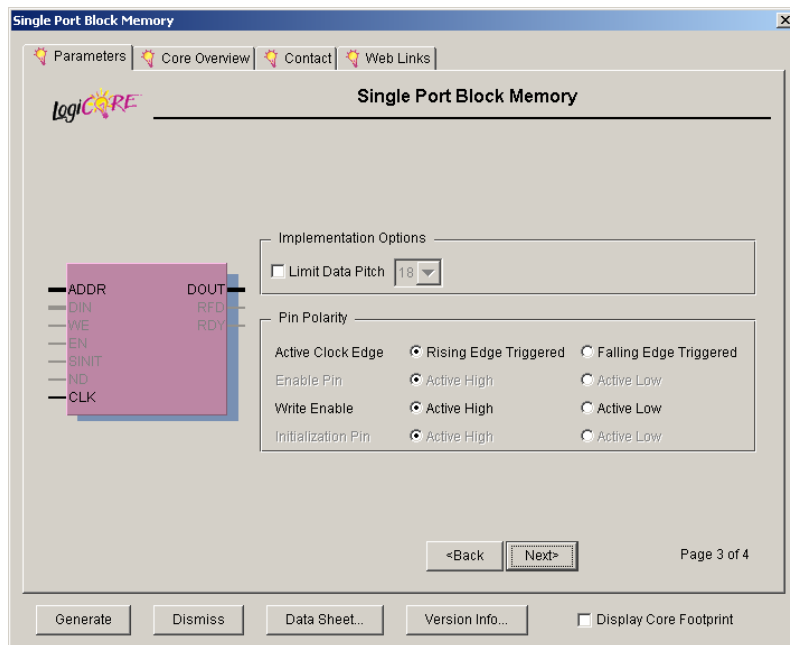 Single Port Block Memory
Parameters Core Overview Contact Web Links
LogiCORE
Single Port Block Memory
Implementation Options
Limit Data Pitch 18
ADDR DOUT
DIN RFD
WE RDY
EN
SINIT
ND
CLK
Pin Polarity
Active Clock Edge Rising Edge Triggered Falling Edge Triggered
Enable Pin Active High Active Low
Write Enable Active High Active Low
Initialization Pin Active High Active Low
<Back Next> Page 3 of 4
Generate Dismiss Data Sheet... Version Info... Display Core Footprint